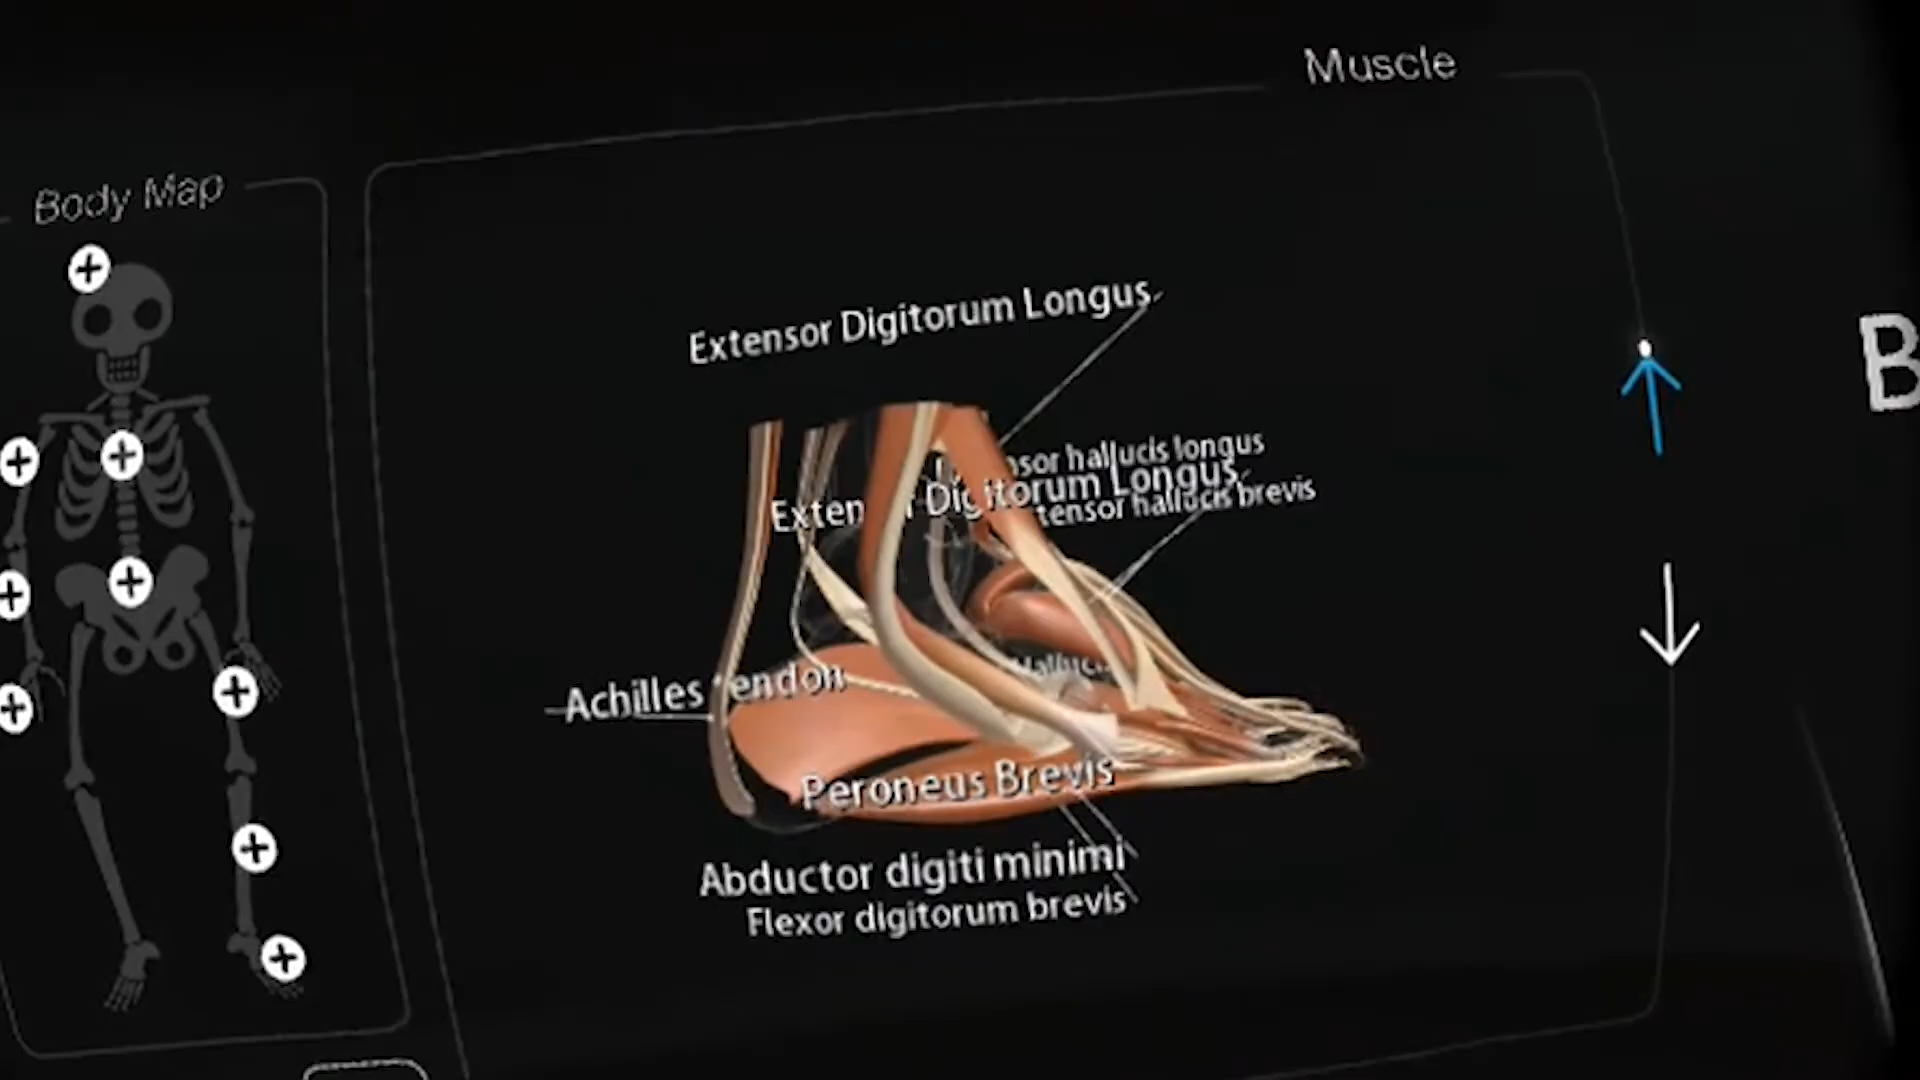 Muscle
Body Map
Extensor Digitorum Longus
hallucis longus
Digitorum Longus
hallucis brevis
Achilles
Peroneus Brevis
Abductor digiti minimi
Flexor digitorum brevis